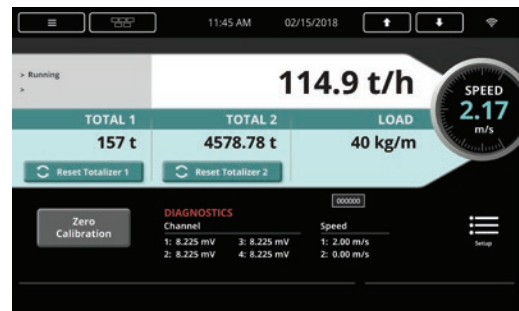 11:45 AM 02/15/2018
> Running
>
114.9 t/h
SPEED
2.17
m/s
TOTAL 1 TOTAL 2 LOAD
157 t 4578.78 t 40 kg/m
Reset Totalizer 1 Reset Totalizer 2
000000
Zero
Calibration
DIAGNOSTICS
Channel Speed
1: 8.225 mV 3: 8.225 mV 1: 2.00 m/s
2: 8.225 mV 4: 8.225 mV 2: 0.00 m/s
Setup